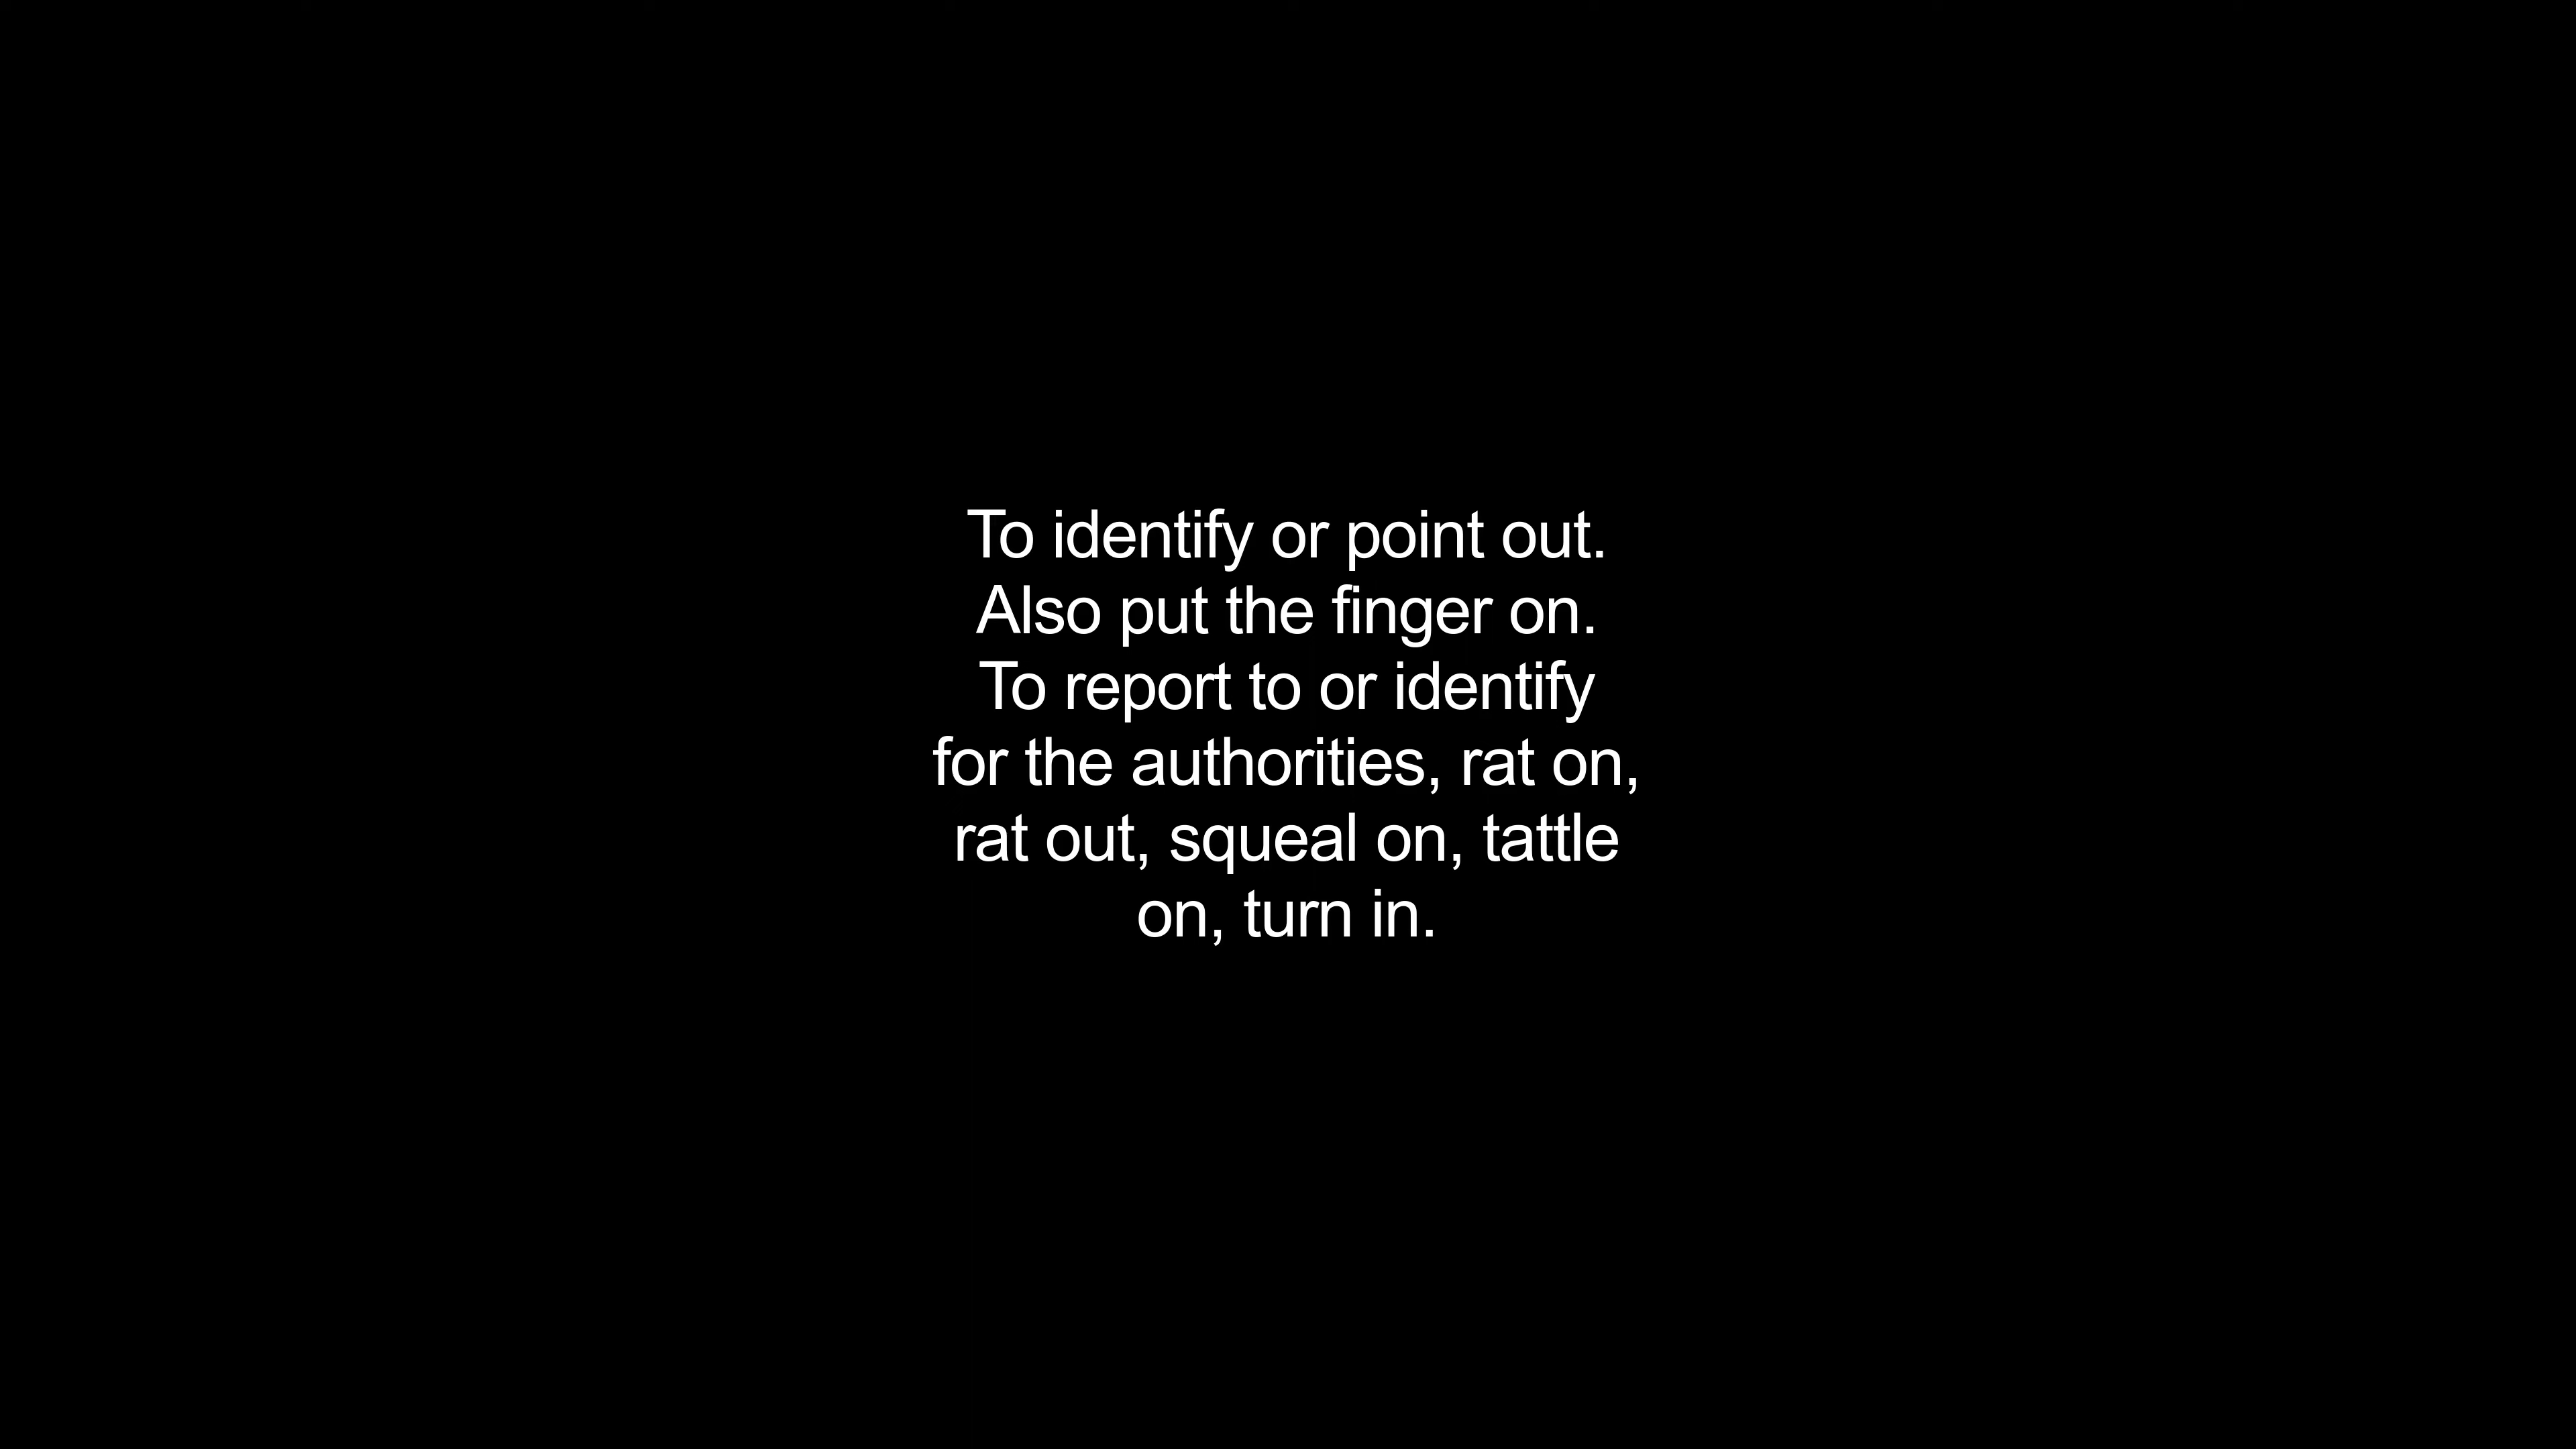 To identify or point out.
Also put the finger on.
To report to or identify
for the authorities, rat on,
rat out, squeal on, tattle
on, turn in.